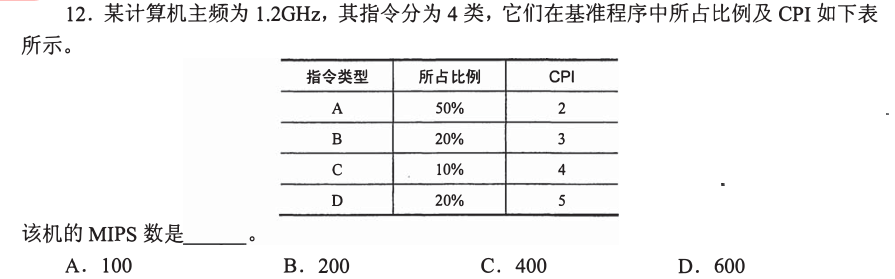 12. 某计算机主频为 1.2GHz，其指令分为 4 类，它们在基准程序中所占比例及 CPI 如下表
所示。
指令类型 所占比例 CPI
A 50% 2
B 20% 3
C 10% 4
D 20% 5
该机的 MIPS 数是______。
A. 100 B. 200 C. 400 D. 600